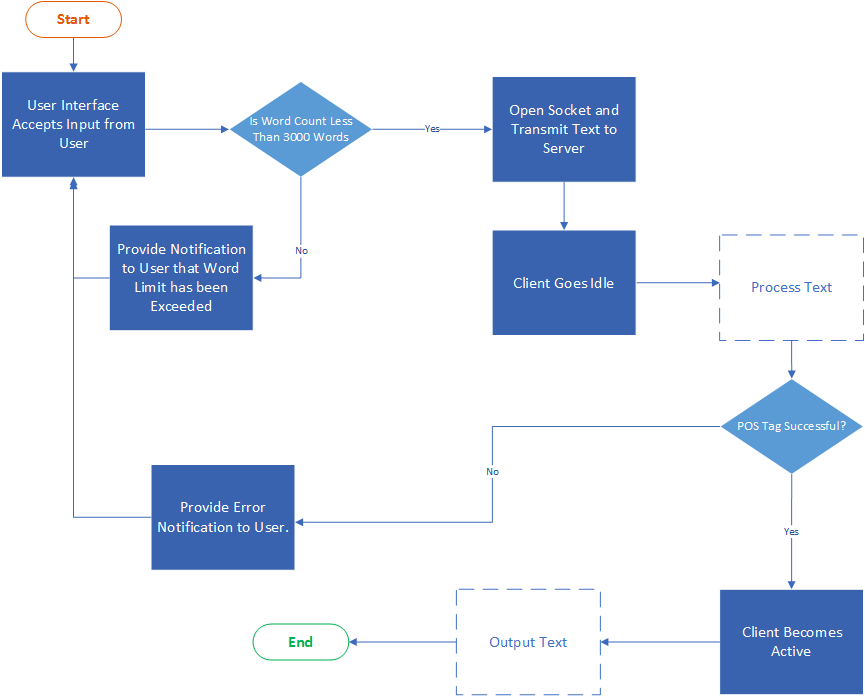 Start
User Interface
Accepts Input from
User
Is Word Count Less
Than 3000 Words
Yes
Open Socket and
Transmit Text to
Server
No
Provide Notification
to User that Word
Limit has been
Exceeded
Client Goes Idle
Process Text
POS Tag Successful?
No
Provide Error
Notification to User.
Yes
Client Becomes
Active
Output Text
End